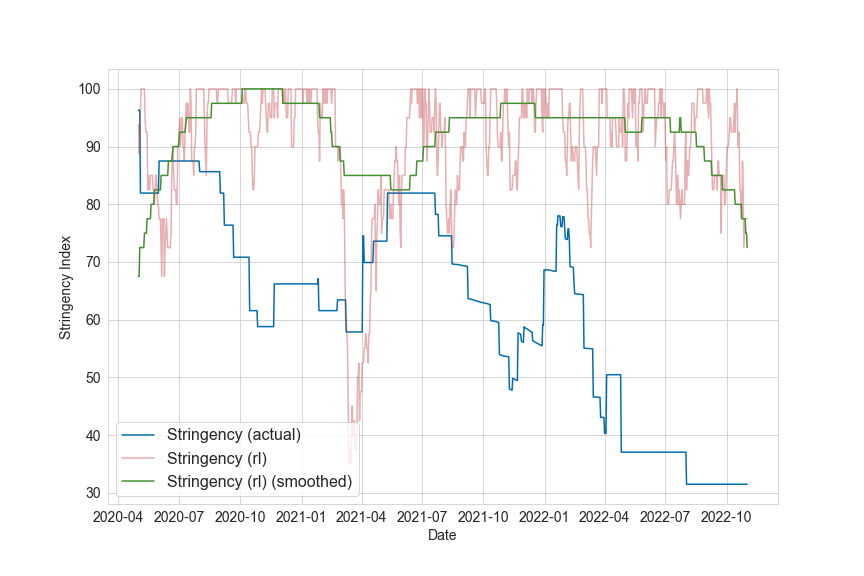 Stringency Index
100
90
80
70
60
50
40
30
Stringency (actual)
Stringency (rl)
Stringency (rl) (smoothed)
2020-04 2020-07 2020-10 2021-01 2021-04 2021-07 2021-10 2022-01 2022-04 2022-07 2022-10
Date